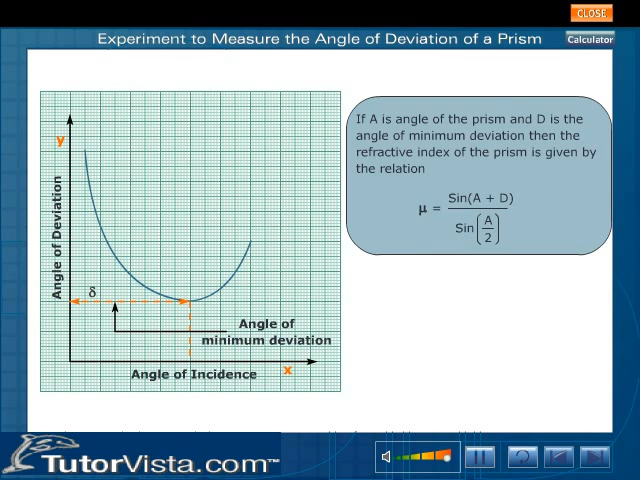 CLOSE
Experiment to Measure the Angle of Deviation of a Prism
Calculator
y
Angle of Deviation
δ
Angle of
minimum deviation
Angle of Incidence
x
If A is angle of the prism and D is the
angle of minimum deviation then the
refractive index of the prism is given by
the relation
μ = Sin(A + D) / Sin(A/2)
TutorVista.com™